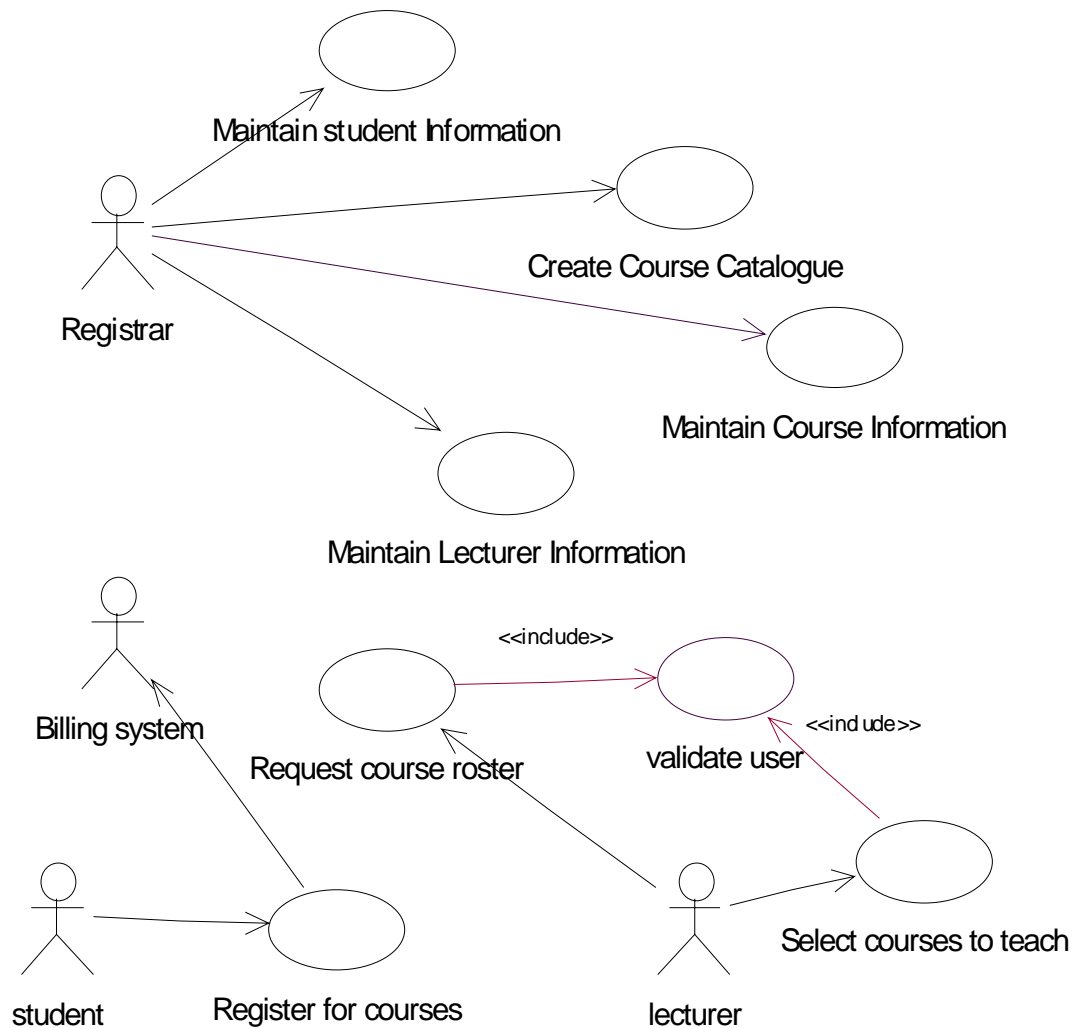 Maintain student Information
Create Course Catalogue
Registrar
Maintain Course Information
Maintain Lecturer Information
<<include>>
Billing system
<<include>>
validate user
Request course roster
Select courses to teach
student
Register for courses
lecturer